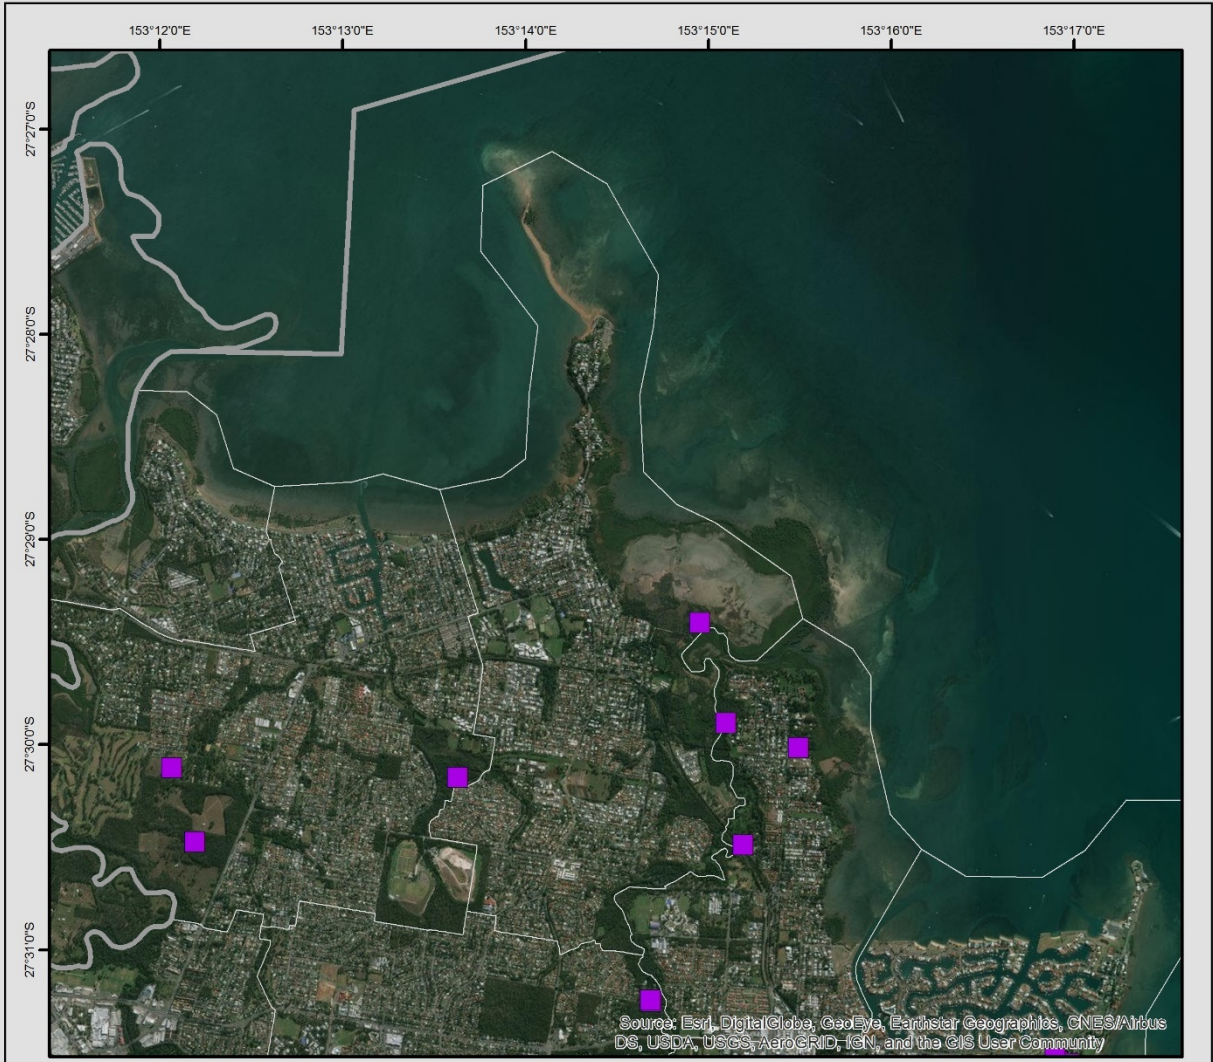 153°12'0"E 153°13'0"E 153°14'0"E 153°15'0"E 153°16'0"E 153°17'0"E
27°27'0"S
27°28'0"S
27°29'0"S
27°30'0"S
27°31'0"S
Source: Esri, DigitalGlobe, GeoEye, Earthstar Geographics, CNES/Airbus
DS, USDA, USGS, AeroGRID, IGN, and the GIS User Community